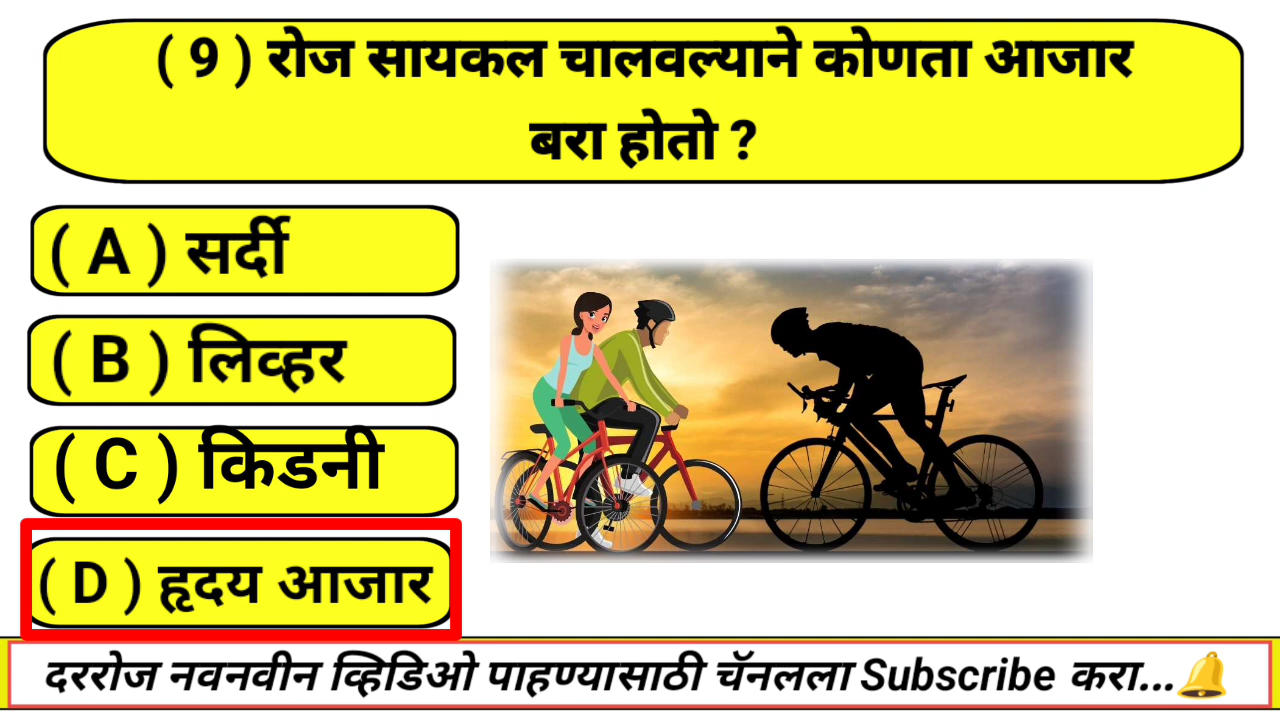 ( 9 ) रोज सायकल चालवल्याने कोणता आजार
बरा होतो ?
( A ) सर्दी
( B ) लिव्हर
( C ) किडनी
( D ) हृदय आजार
दररोज नवनवीन व्हिडिओ पाहण्यासाठी चॅनलला Subscribe करा...🔔